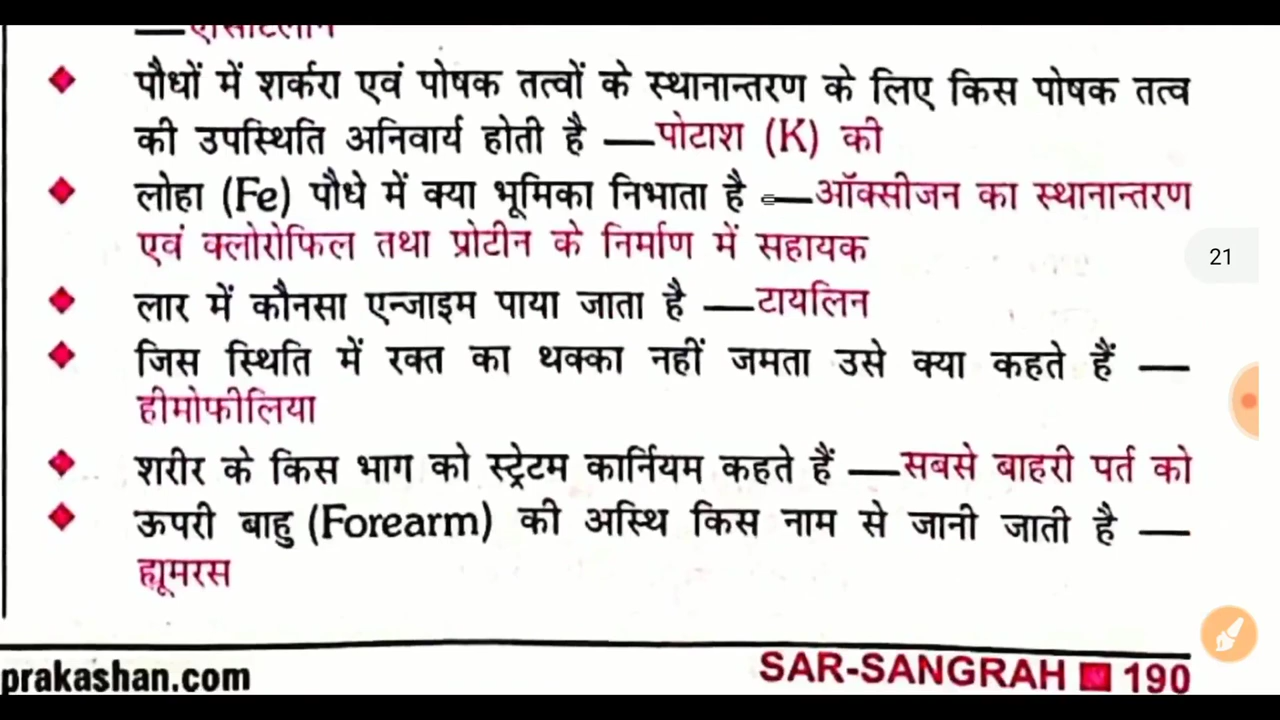 पौधों में शर्करा एवं पोषक तत्वों के स्थानान्तरण के लिए किस पोषक तत्व
की उपस्थिति अनिवार्य होती है —पोटाश (K) की
लोहा (Fe) पौधे में क्या भूमिका निभाता है —ऑक्सीजन का स्थानान्तरण
एवं क्लोरोफिल तथा प्रोटीन के निर्माण में सहायक
21
लार में कौनसा एन्जाइम पाया जाता है —टायलिन
जिस स्थिति में रक्त का थक्का नहीं जमता उसे क्या कहते हैं —
हीमोफीलिया
शरीर के किस भाग को स्ट्रेटम कार्नियम कहते हैं —सबसे बाहरी पर्त को
ऊपरी बाहु (Forearm) की अस्थि किस नाम से जानी जाती है —
ह्यूमरस
prakashan.com SAR-SANGRAH 190